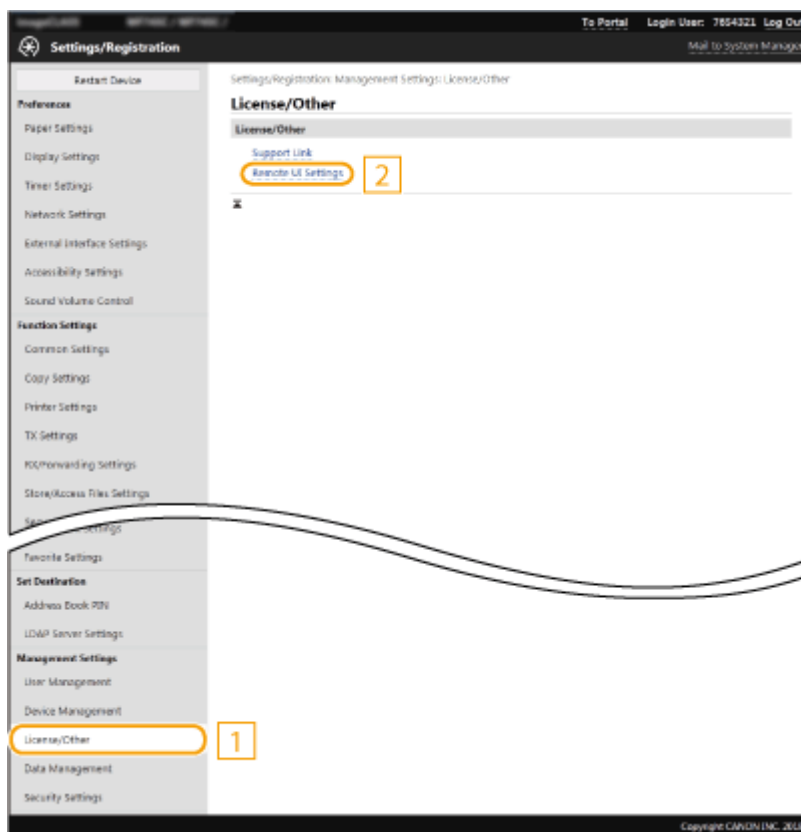 To Portal Login User: 7654321 Log Out
Settings/Registration
Mail to System Manager
Restart Device
Settings/Registration: Management Settings: License/Other
Preferences
License/Other
Paper Settings
License/Other
Display Settings
Support Link
Timer Settings
Remote UI Settings
2
Network Settings
External Interface Settings
Accessibility Settings
Sound Volume Control
Function Settings
Common Settings
Copy Settings
Printer Settings
TX Settings
RX/Forwarding Settings
Store/Access Files Settings
Settings
Favorite Settings
Set Destination
Address Book PIN
LDAP Server Settings
Management Settings
User Management
Device Management
License/Other
1
Data Management
Security Settings
Copyright CANON INC.